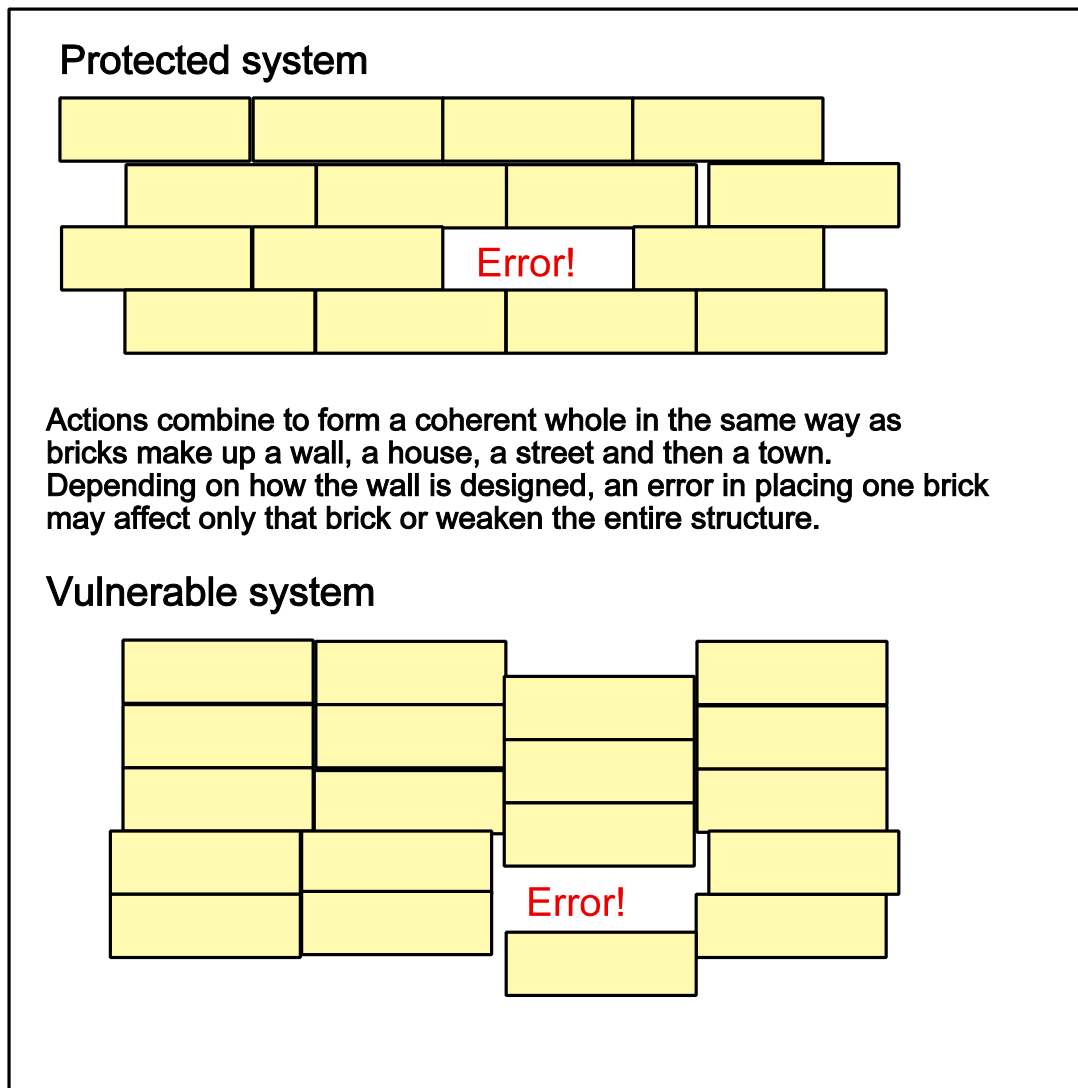 Protected system
Error!
Actions combine to form a coherent whole in the same way as
bricks make up a wall, a house, a street and then a town.
Depending on how the wall is designed, an error in placing one brick
may affect only that brick or weaken the entire structure.
Vulnerable system
Error!